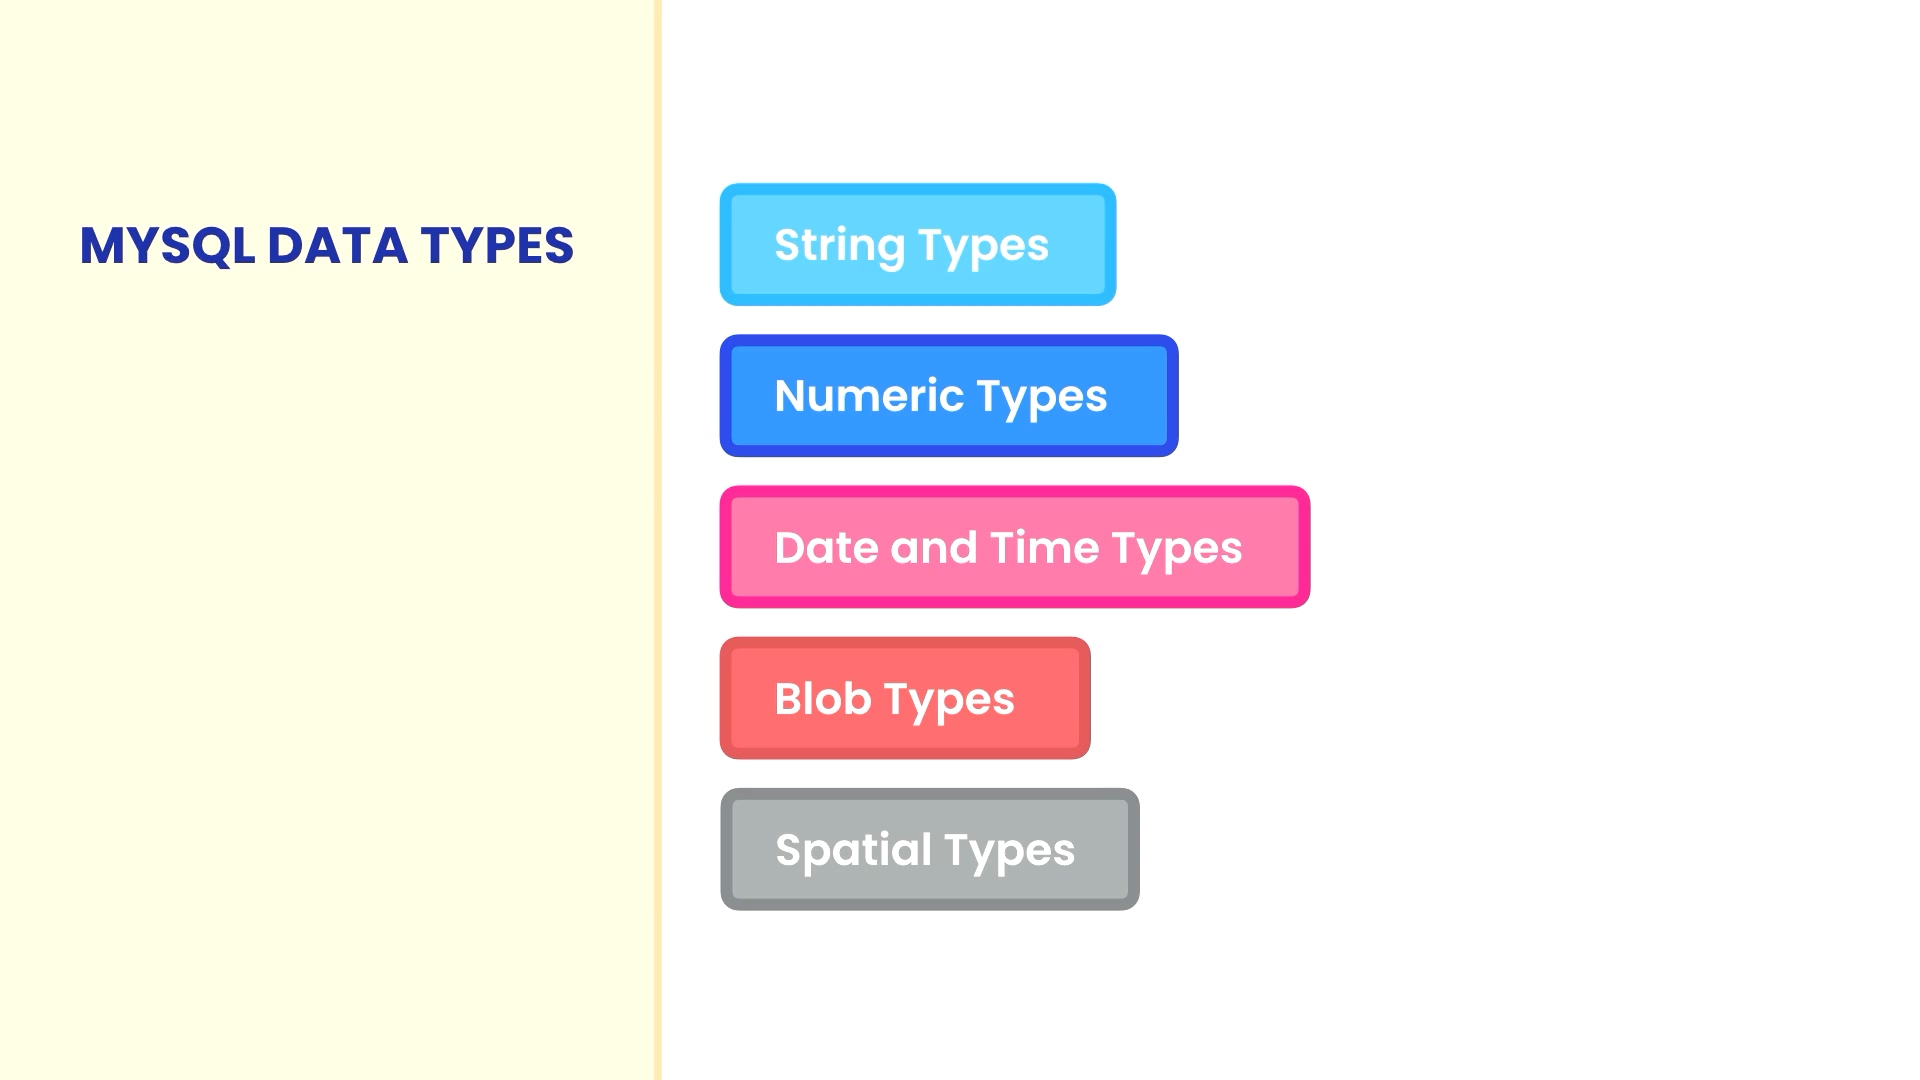 MYSQL DATA TYPES
String Types
Numeric Types
Date and Time Types
Blob Types
Spatial Types